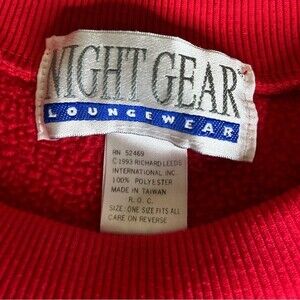 NIGHT GEAR
LOUNGEWEAR
RN 52469
©1993 RICHARD LEEDS
INTERNATIONAL INC.
100% POLYESTER
MADE IN TAIWAN
R.O.C.
SIZE: ONE SIZE FITS ALL
CARE ON REVERSE